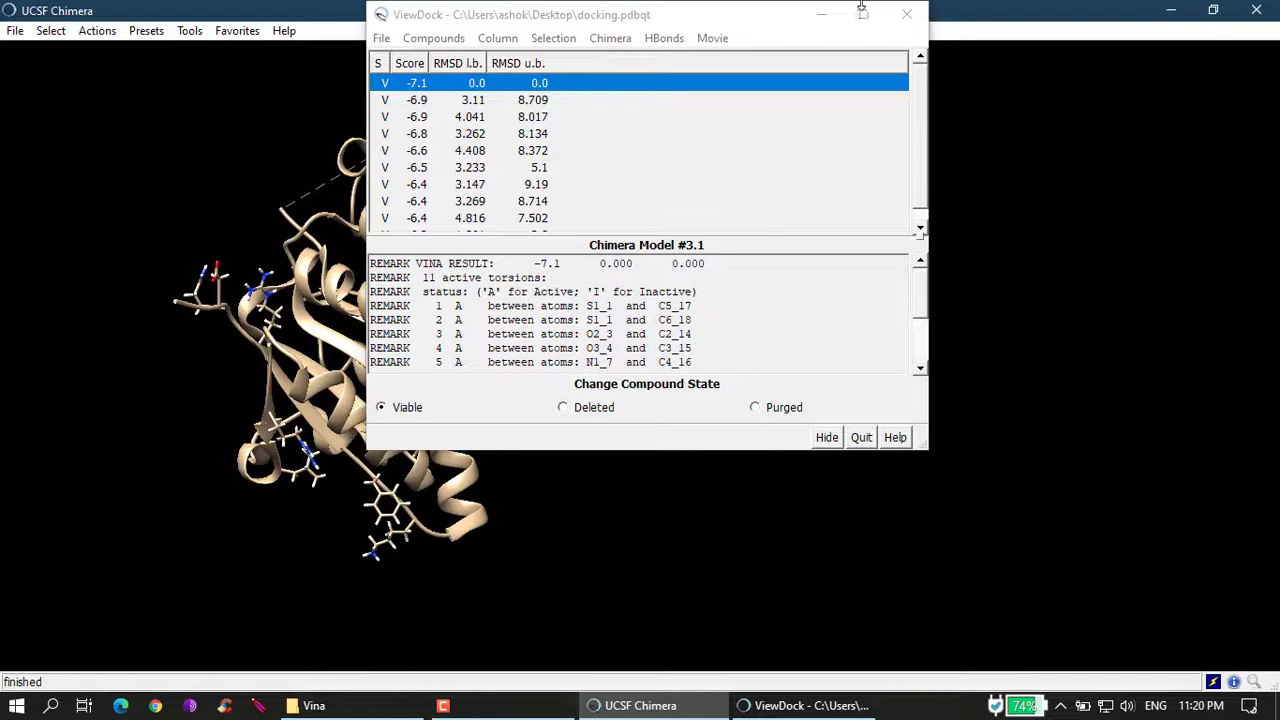 UCSF Chimera
File Select Actions Presets Tools Favorites Help
ViewDock - C:\Users\ashok\Desktop\docking.pdbqt
File Compounds Column Selection Chimera HBonds Movie
S Score RMSD l.b. RMSD u.b.
V -7.1 0.0 0.0
V -6.9 3.11 8.709
V -6.9 4.041 8.017
V -6.8 3.262 8.134
V -6.6 4.408 8.372
V -6.5 3.233 5.1
V -6.4 3.147 9.19
V -6.4 3.269 8.714
V -6.4 4.816 7.502
Chimera Model #3.1
REMARK VINA RESULT: -7.1 0.000 0.000
REMARK 11 active torsions:
REMARK status: ('A' for Active; 'I' for Inactive)
REMARK 1 A between atoms: S1_1 and C5_17
REMARK 2 A between atoms: S1_1 and C6_18
REMARK 3 A between atoms: O2_3 and C2_14
REMARK 4 A between atoms: O3_4 and C3_15
REMARK 5 A between atoms: N1_7 and C4_16
Change Compound State
Viable Deleted Purged
Hide Quit Help
finished
Vina UCSF Chimera ViewDock - C:\Users\... 74% ENG 11:20 PM